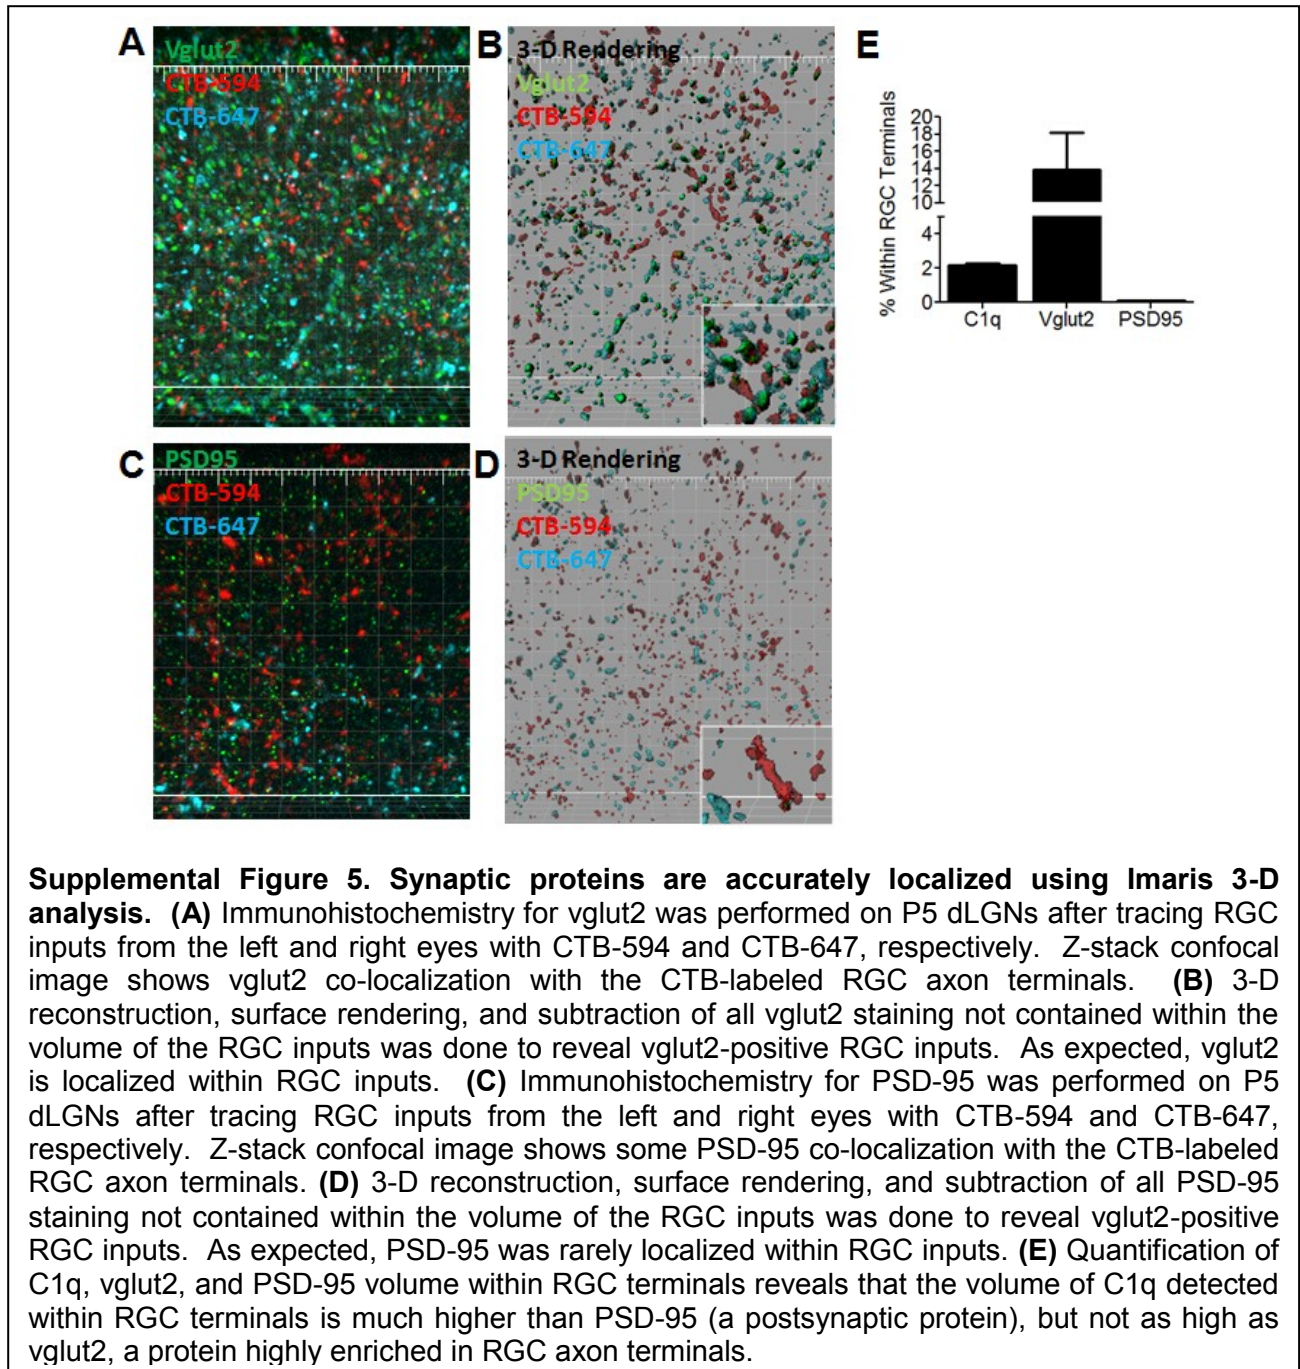 A
Vglut2
CTB-594
CTB-647
B
3-D Rendering
Vglut2
CTB-594
CTB-647
E
% Within RGC Terminals
20
18
16
14
12
10
4
2
0
C1q Vglut2 PSD95
C
PSD95
CTB-594
CTB-647
D
3-D Rendering
PSD95
CTB-594
CTB-647
Supplemental Figure 5. Synaptic proteins are accurately localized using Imaris 3-D
analysis. (A) Immunohistochemistry for vglut2 was performed on P5 dLGNs after tracing RGC
inputs from the left and right eyes with CTB-594 and CTB-647, respectively. Z-stack confocal
image shows vglut2 co-localization with the CTB-labeled RGC axon terminals. (B) 3-D
reconstruction, surface rendering, and subtraction of all vglut2 staining not contained within the
volume of the RGC inputs was done to reveal vglut2-positive RGC inputs. As expected, vglut2
is localized within RGC inputs. (C) Immunohistochemistry for PSD-95 was performed on P5
dLGNs after tracing RGC inputs from the left and right eyes with CTB-594 and CTB-647,
respectively. Z-stack confocal image shows some PSD-95 co-localization with the CTB-labeled
RGC axon terminals. (D) 3-D reconstruction, surface rendering, and subtraction of all PSD-95
staining not contained within the volume of the RGC inputs was done to reveal vglut2-positive
RGC inputs. As expected, PSD-95 was rarely localized within RGC inputs. (E) Quantification of
C1q, vglut2, and PSD-95 volume within RGC terminals reveals that the volume of C1q detected
within RGC terminals is much higher than PSD-95 (a postsynaptic protein), but not as high as
vglut2, a protein highly enriched in RGC axon terminals.